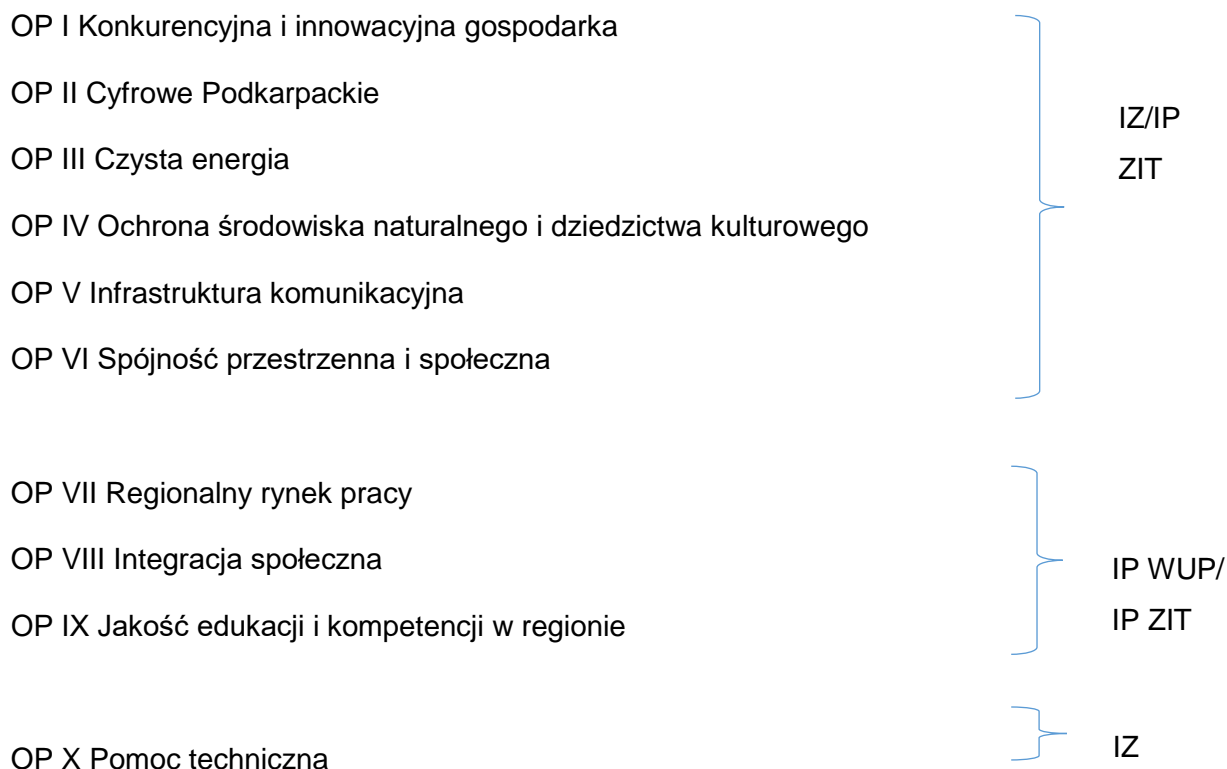 OP I Konkurencyjna i innowacyjna gospodarka
OP II Cyfrowe Podkarpackie
OP III Czysta energia
OP IV Ochrona środowiska naturalnego i dziedzictwa kulturowego
OP V Infrastruktura komunikacyjna
OP VI Spójność przestrzenna i społeczna
IZ/IP
ZIT
OP VII Regionalny rynek pracy
OP VIII Integracja społeczna
OP IX Jakość edukacji i kompetencji w regionie
IP WUP/
IP ZIT
OP X Pomoc techniczna
IZ